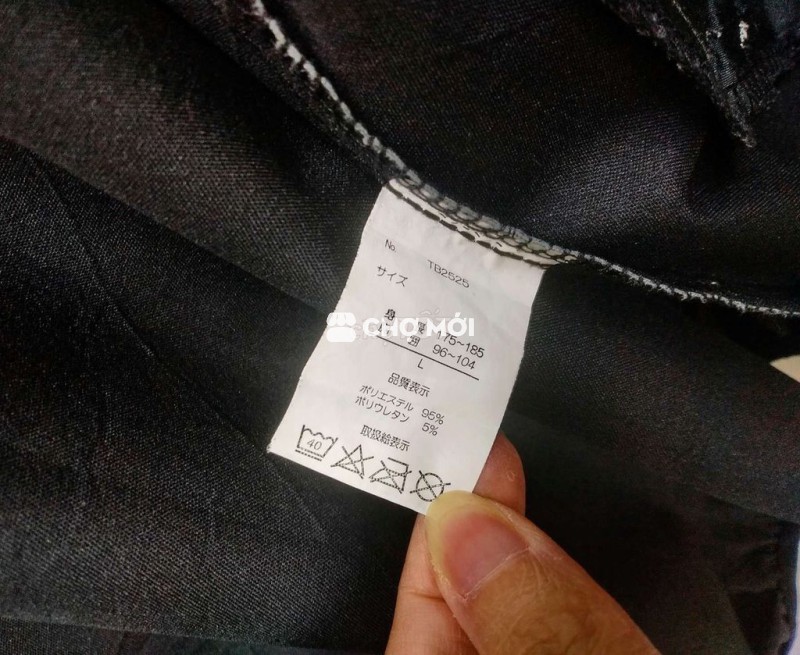 No. TB2525
サイズ
身 長 175~185
囲 96~104
L
品質表示
ポリエステル 95%
ポリウレタン 5%
取扱絵表示
40
CHỢ MỚI